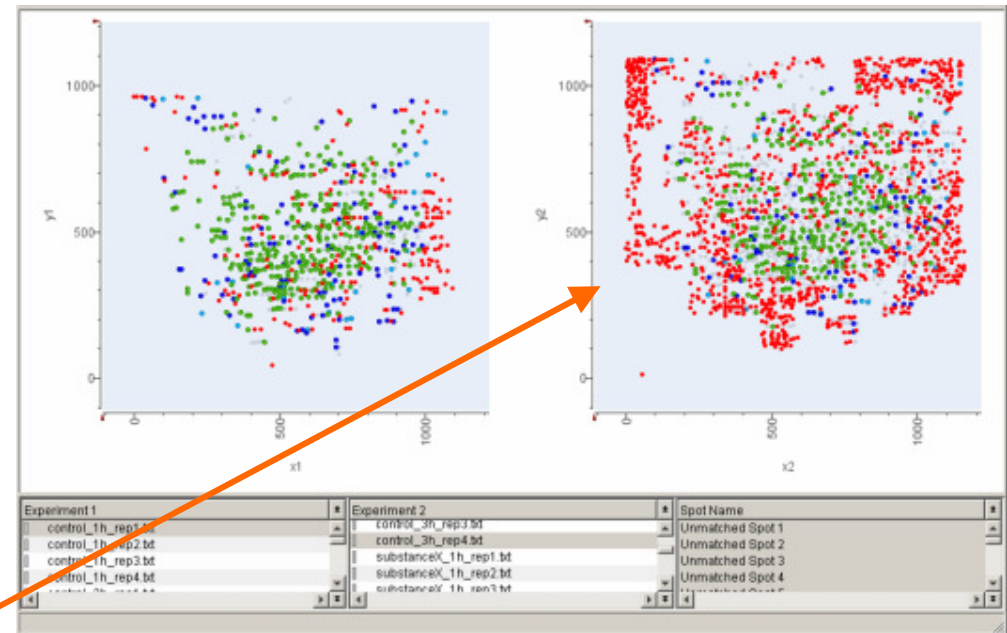 1000
500
0
y1
0
500
1000
x1
1000
500
0
y2
0
500
1000
x2
Experiment 1
control_1h_rep1.txt
control_1h_rep2.txt
control_1h_rep3.txt
control_1h_rep4.txt
Experiment 2
control_3h_rep3.txt
control_3h_rep4.txt
substanceX_1h_rep1.txt
substanceX_1h_rep2.txt
substanceX_1h_rep3.txt
Spot Name
Unmatched Spot 1
Unmatched Spot 2
Unmatched Spot 3
Unmatched Spot 4